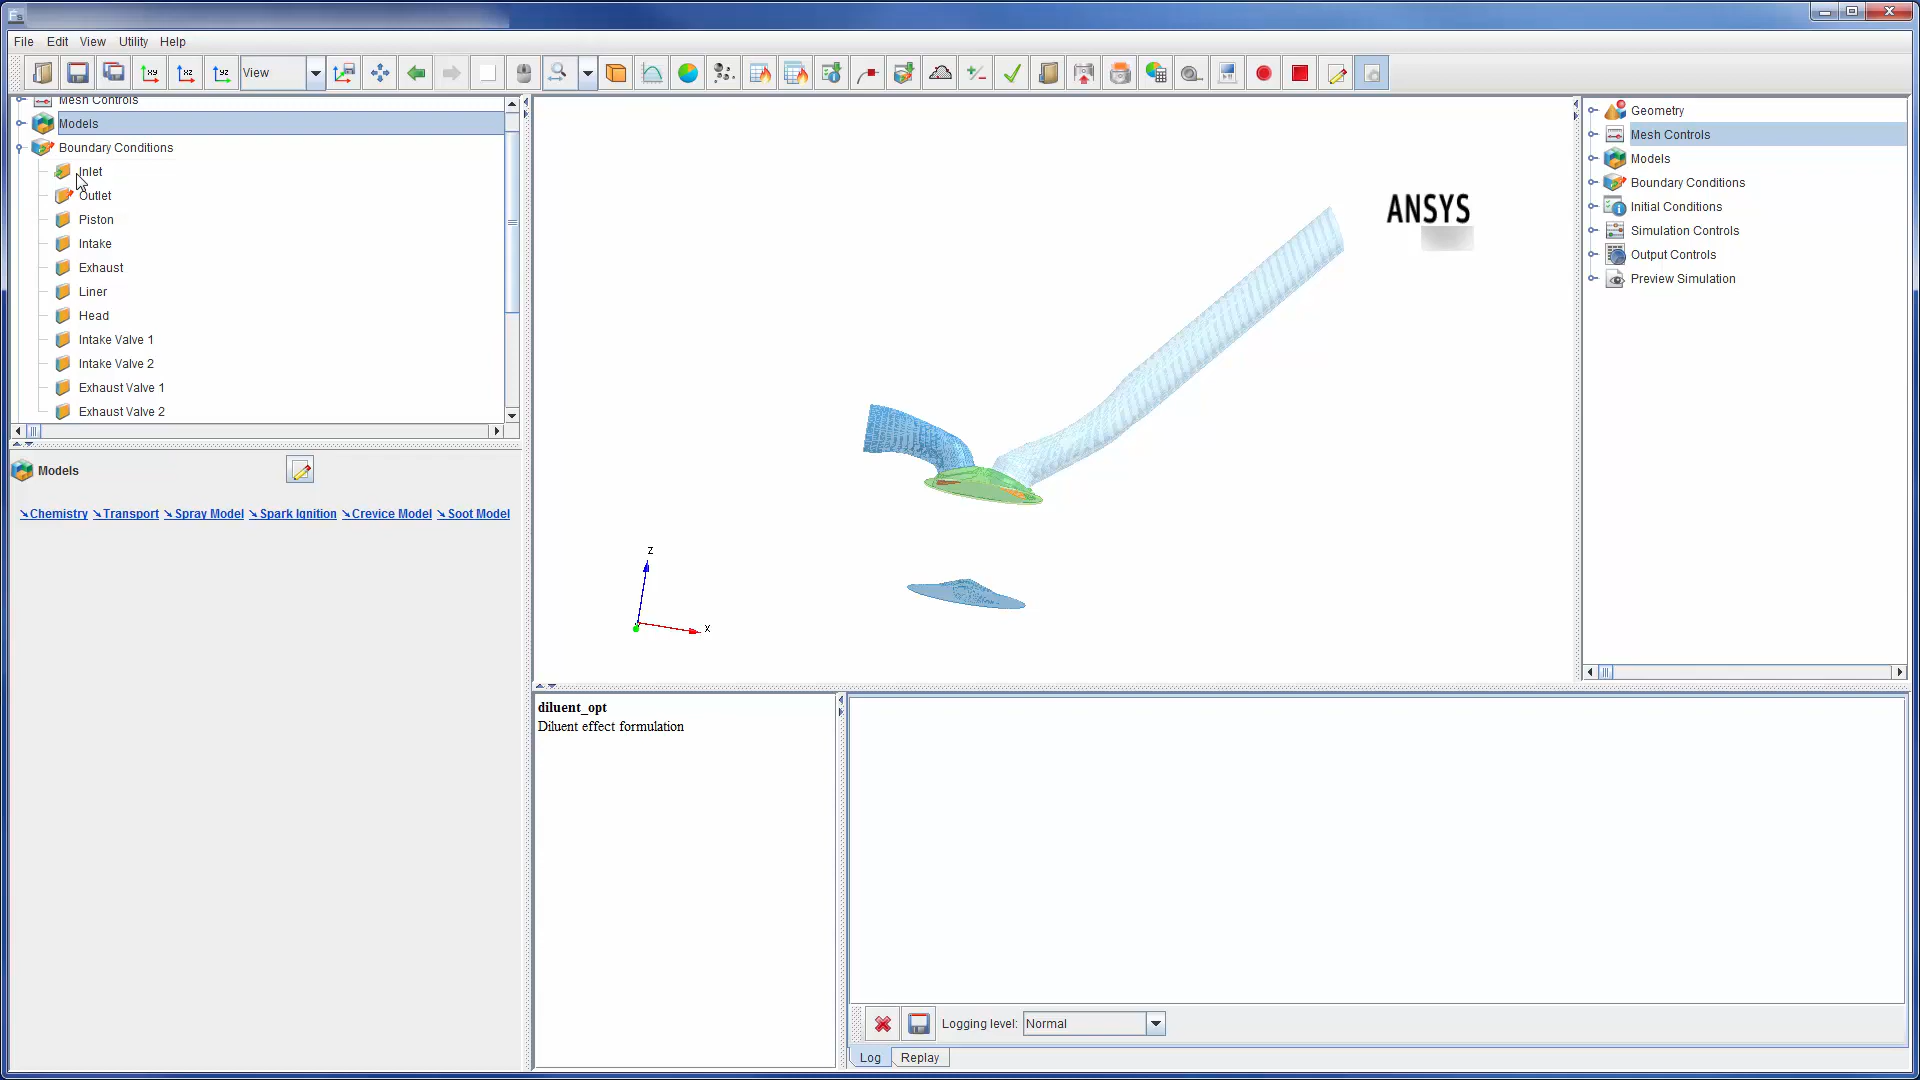 File Edit View Utility Help
xy xz yz View
Mesh Controls
Models
Boundary Conditions
Inlet
Outlet
Piston
Intake
Exhaust
Liner
Head
Intake Valve 1
Intake Valve 2
Exhaust Valve 1
Exhaust Valve 2
Models
Chemistry Transport Spray Model Spark Ignition Crevice Model Soot Model
ANSYS
z
x
Geometry
Mesh Controls
Models
Boundary Conditions
Initial Conditions
Simulation Controls
Output Controls
Preview Simulation
diluent_opt
Diluent effect formulation
Logging level: Normal
Log Replay